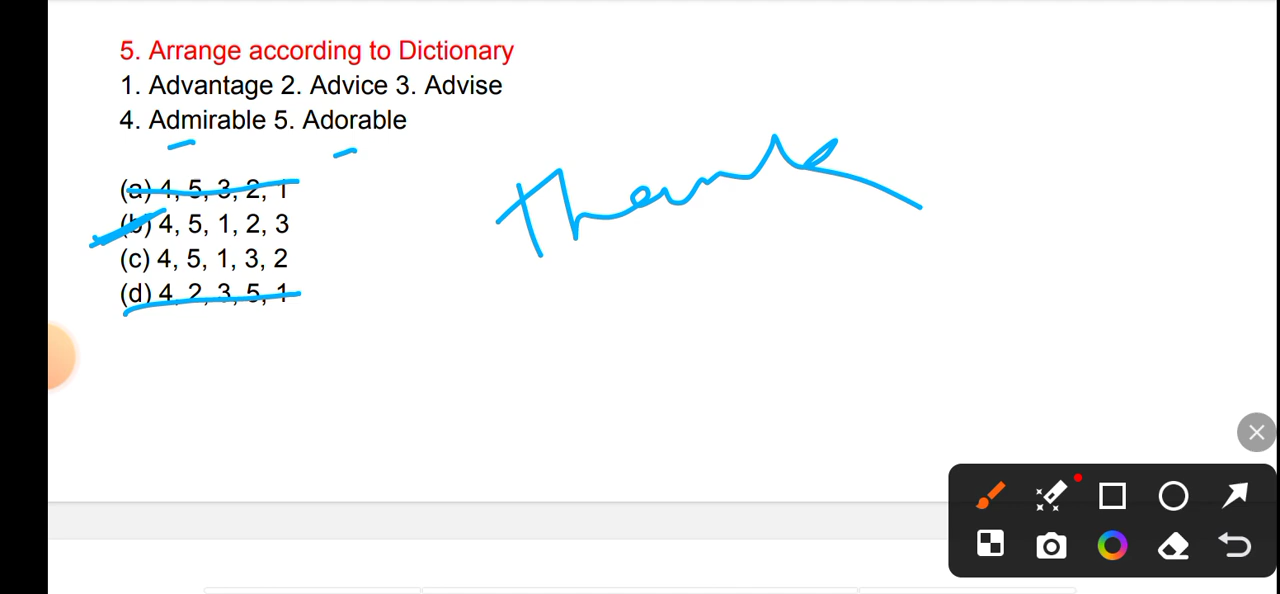 5. Arrange according to Dictionary
1. Advantage 2. Advice 3. Advise
4. Admirable 5. Adorable
(a) 4, 5, 3, 2, 1
(b) 4, 5, 1, 2, 3
(c) 4, 5, 1, 3, 2
(d) 4, 2, 3, 5, 1